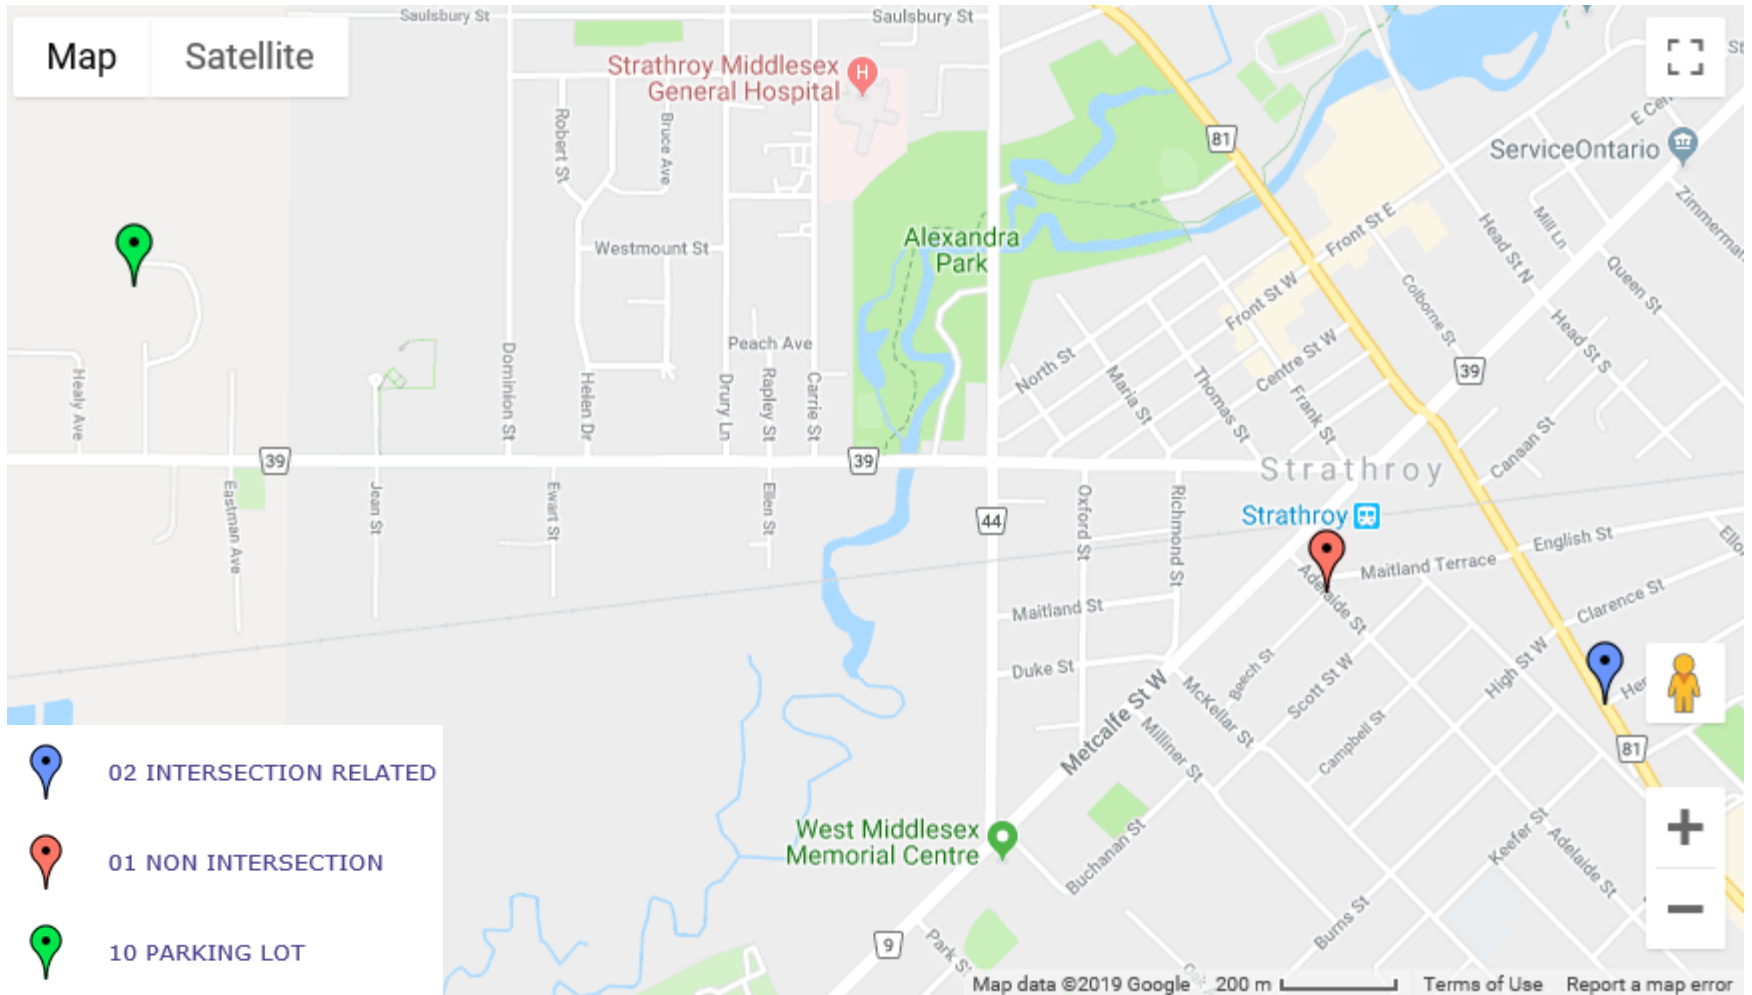 Saulsbury St
Saulsbury St
Map
Satellite
Strathroy Middlesex
General Hospital
H
81
E Cen
St
ServiceOntario
Robert St
Bruce Ave
Zimmerman
Alexandra
Park
Westmount St
Front St E
Mill Ln
Head St N
Queen St
Front St W
Colborne St
Peach Ave
Head St S
Centre St W
North St
39
Healy Ave
Dominion St
Helen Dr
Drury Ln
Rapley St
Carrie St
Maria St
Thomas St
Frank St
39
39
Strathroy
Canaan St
Eastman Ave
Jean St
Ewart St
Ellen St
44
Oxford St
Richmond St
Strathroy
English St
Maitland Terrace
Adelaide St
Maitland St
Clarence St
Duke St
Beech St
Scott St W
High St W
McKellar St
Metcalfe St W
Milliner St
Campbell St
81
02 INTERSECTION RELATED
01 NON INTERSECTION
10 PARKING LOT
West Middlesex
Memorial Centre
Buchanan St
Keefer St
Adelaide St
Burns St
9
Park St
+
−
Map data ©2019 Google
200 m
Terms of Use
Report a map error